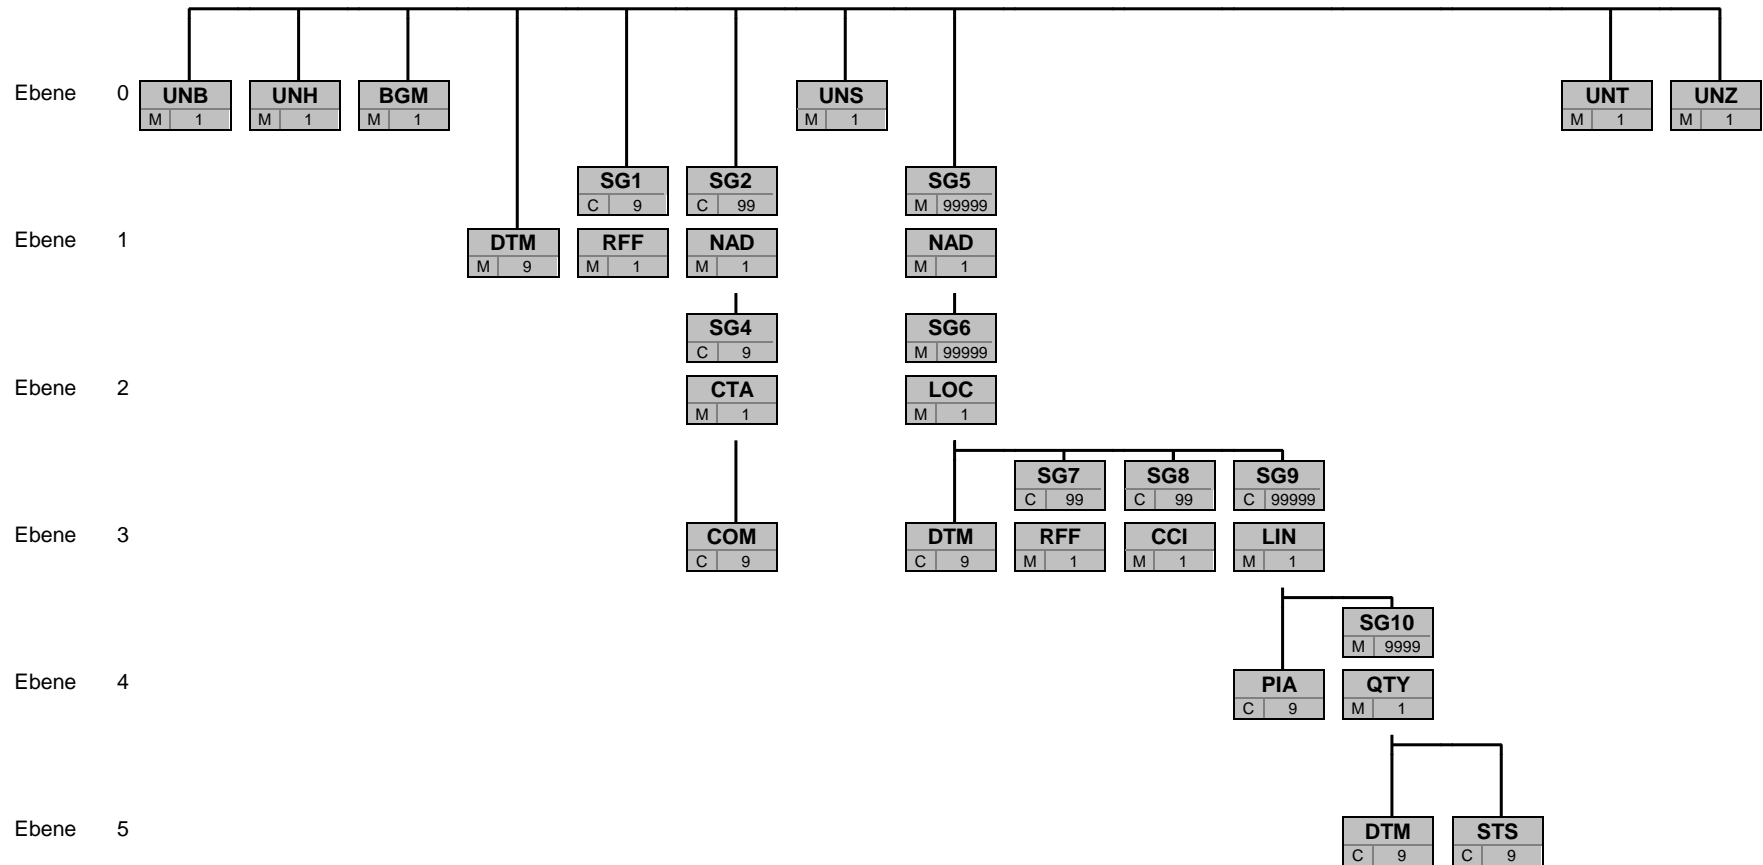 Ebene 0 UNB UNH BGM UNS UNT UNZ
M 1 M 1 M 1 M 1 M 1 M 1
SG1 SG2 SG5
C 9 C 99 M 99999
Ebene 1 DTM RFF NAD NAD
M 9 M 1 M 1 M 1
SG4 SG6
C 9 M 99999
Ebene 2 CTA LOC
M 1 M 1
SG7 SG8 SG9
C 99 C 99 C 99999
Ebene 3 COM DTM RFF CCI LIN
C 9 C 9 M 1 M 1 M 1
SG10
M 9999
Ebene 4 PIA QTY
C 9 M 1
Ebene 5 DTM STS
C 9 C 9